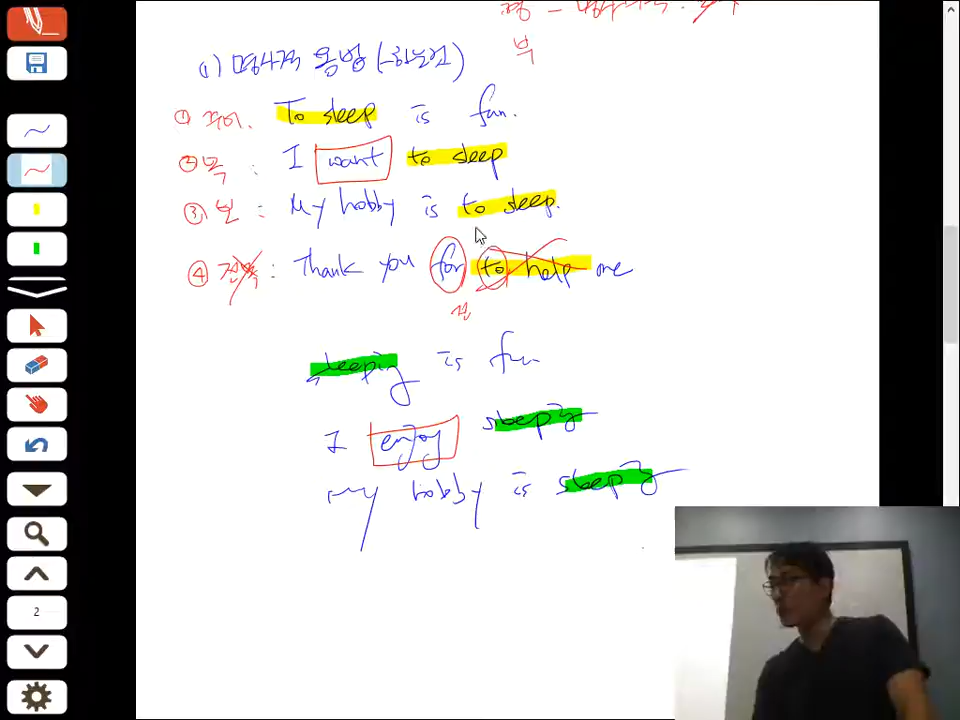 부
(1) 명사적 용법 (하는것)
① 주어. To sleep is fun.
② 목 : I want to sleep
③ 보 : My hobby is to sleep.
④ 전목 : Thank you for to help me
전
sleeping is fun
I enjoy sleeping
my hobby is sleeping
2